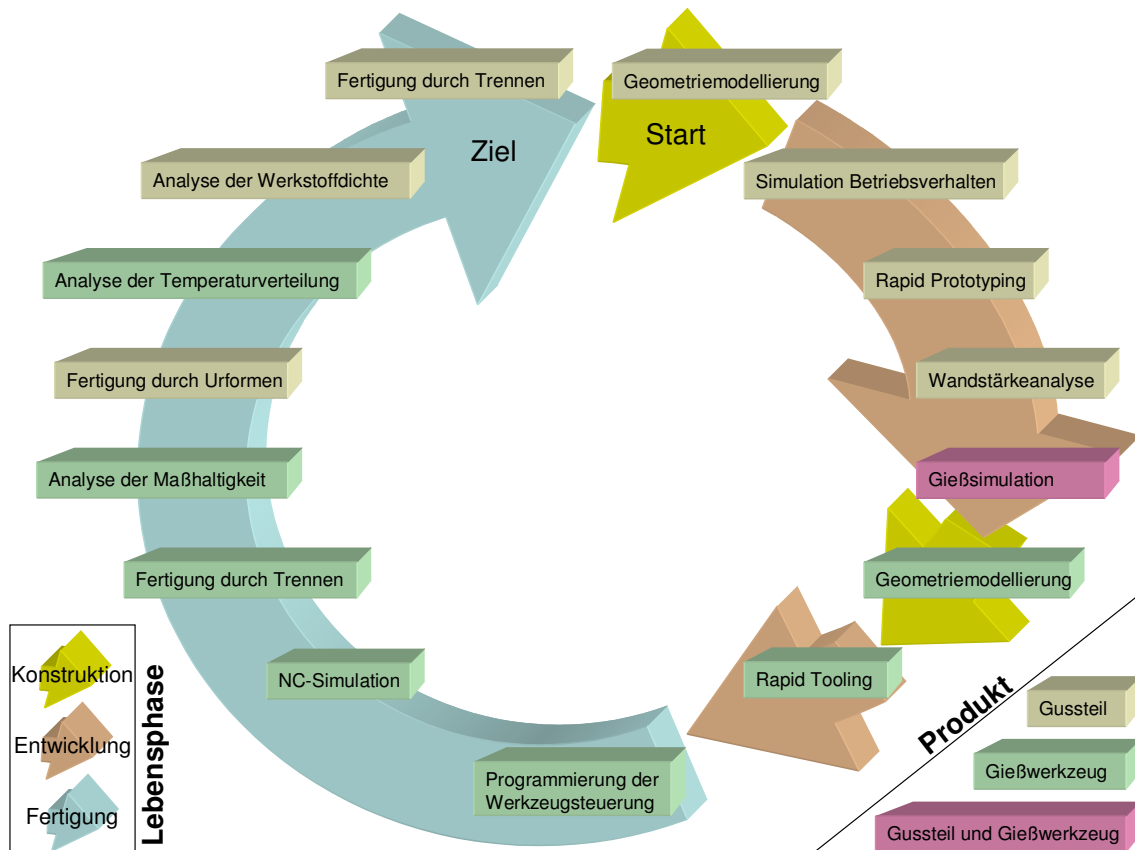 Fertigung durch Trennen
Geometriemodellierung
Ziel
Start
Analyse der Werkstoffdichte
Simulation Betriebsverhalten
Analyse der Temperaturverteilung
Rapid Prototyping
Fertigung durch Urformen
Wandstärkeanalyse
Analyse der Maßhaltigkeit
Gießsimulation
Fertigung durch Trennen
Geometriemodellierung
NC-Simulation
Rapid Tooling
Programmierung der
Werkzeugsteuerung
Konstruktion
Entwicklung
Fertigung
Lebensphase
Produkt
Gussteil
Gießwerkzeug
Gussteil und Gießwerkzeug